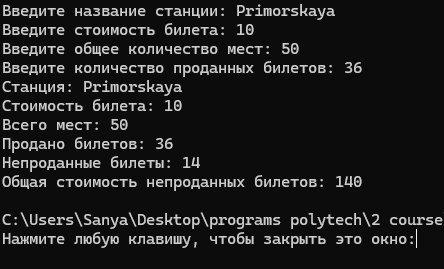 Введите название станции: Primorskaya
Введите стоимость билета: 10
Введите общее количество мест: 50
Введите количество проданных билетов: 36
Станция: Primorskaya
Стоимость билета: 10
Всего мест: 50
Продано билетов: 36
Непроданные билеты: 14
Общая стоимость непроданных билетов: 140
C:\Users\Sanya\Desktop\programs polytech\2 course
Нажмите любую клавишу, чтобы закрыть это окно: